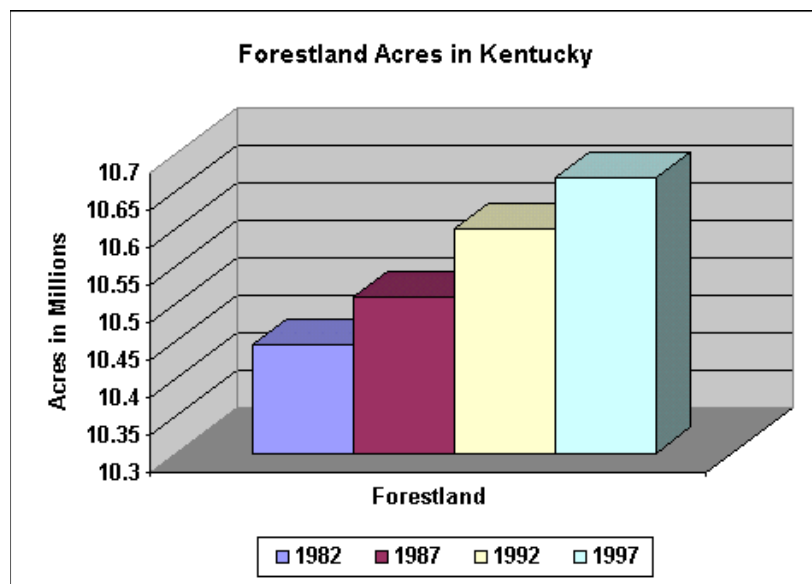 Forestland Acres in Kentucky
Acres in Millions
10.7
10.65
10.6
10.55
10.5
10.45
10.4
10.35
10.3
Forestland
1982 1987 1992 1997